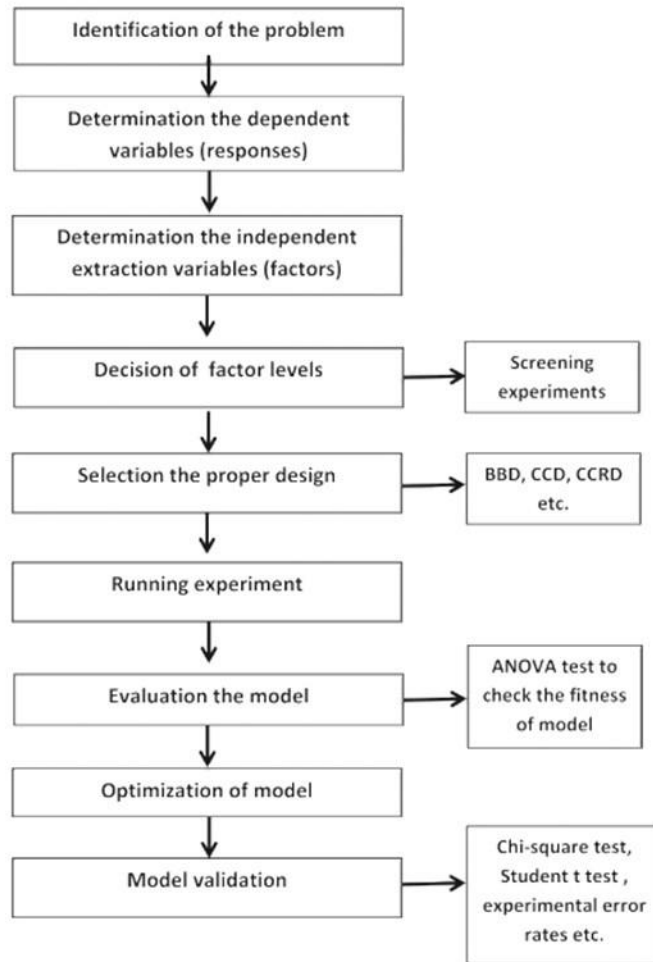 Identification of the problem
Determination the dependent
variables (responses)
Determination the independent
extraction variables (factors)
Decision of factor levels
Screening
experiments
Selection the proper design
BBD, CCD, CCRD
etc.
Running experiment
Evaluation the model
ANOVA test to
check the fitness
of model
Optimization of model
Model validation
Chi-square test,
Student t test ,
experimental error
rates etc.